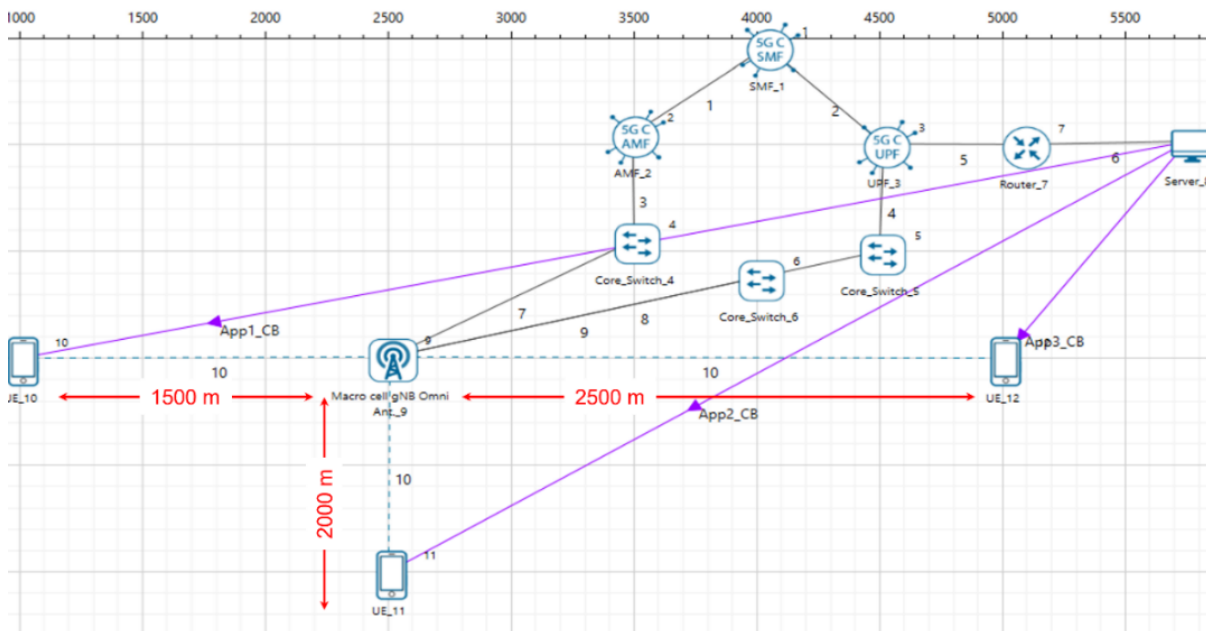 1000 1500 2000 2500 3000 3500 4000 4500 5000 5500
1
5G C
SMF
SMF_1
1
2
2
5G C
AMF
AMF_2
3
5G C
UPF
UPF_3
5
7
Router_7
6
Server_
3
4
Core_Switch_4
4
5
Core_Switch_5
6
Core_Switch_6
7
8
9
App1_CB
10
UE_10
10
1500 m
9
Macro cell gNB Omni
Ant_9
10
2500 m
App3_CB
UE_12
App2_CB
10
2000 m
11
UE_11